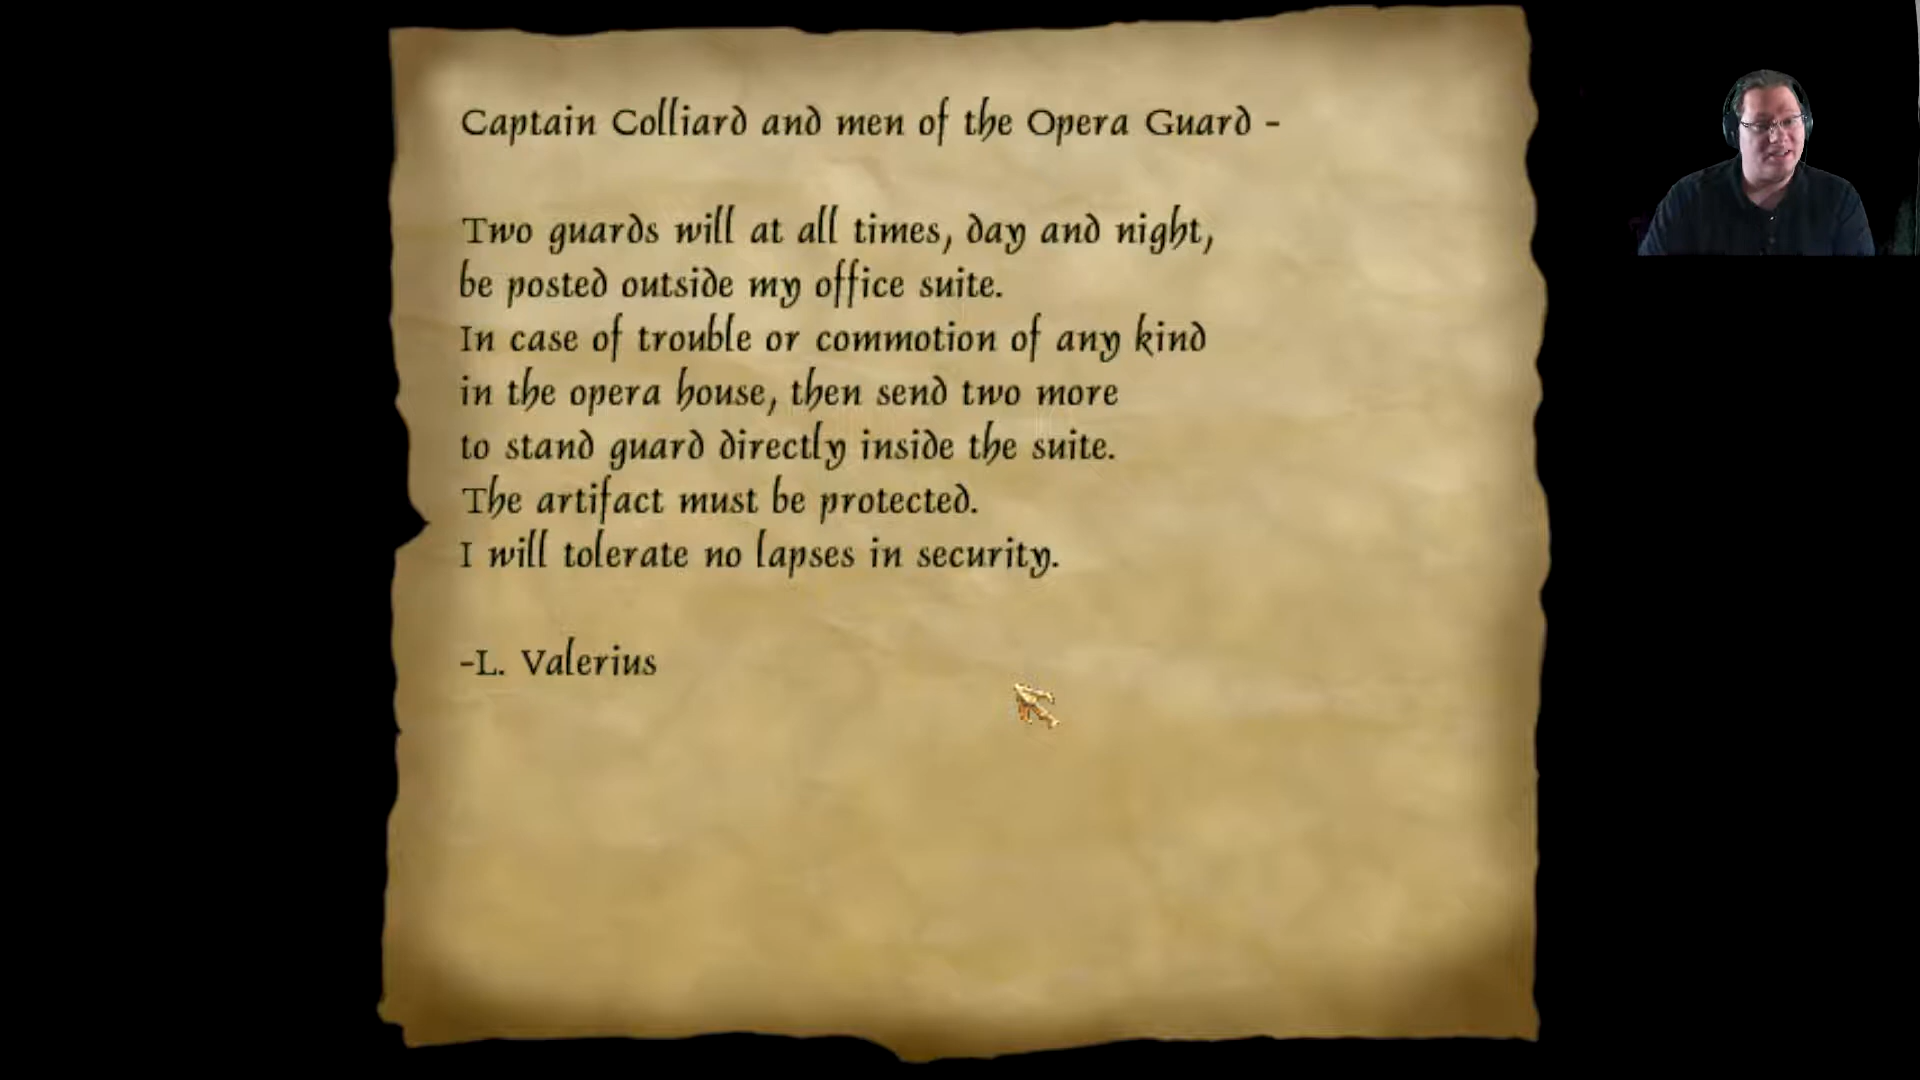 Captain Colliard and men of the Opera Guard -
Two guards will at all times, day and night,
be posted outside my office suite.
In case of trouble or commotion of any kind
in the opera house, then send two more
to stand guard directly inside the suite.
The artifact must be protected.
I will tolerate no lapses in security.
-L. Valerius